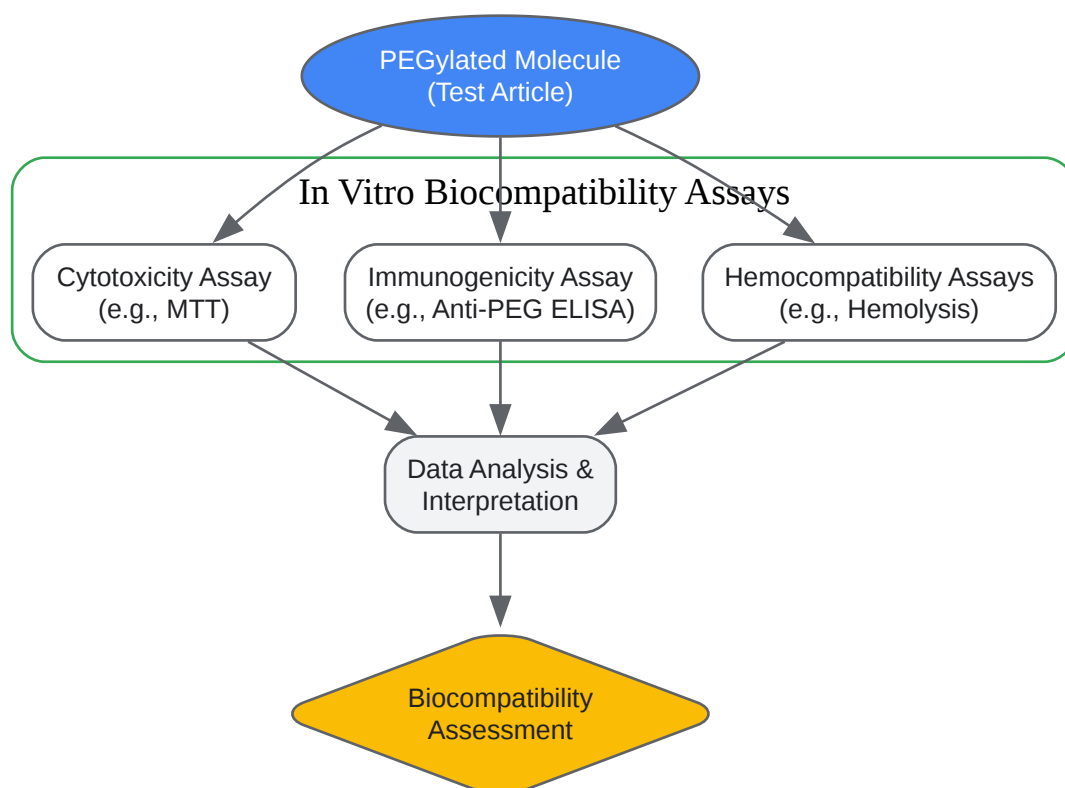 PEGylated Molecule
(Test Article)
In Vitro Biocompatibility Assays
Cytotoxicity Assay
(e.g., MTT)
Immunogenicity Assay
(e.g., Anti-PEG ELISA)
Hemocompatibility Assays
(e.g., Hemolysis)
Data Analysis &
Interpretation
Biocompatibility
Assessment